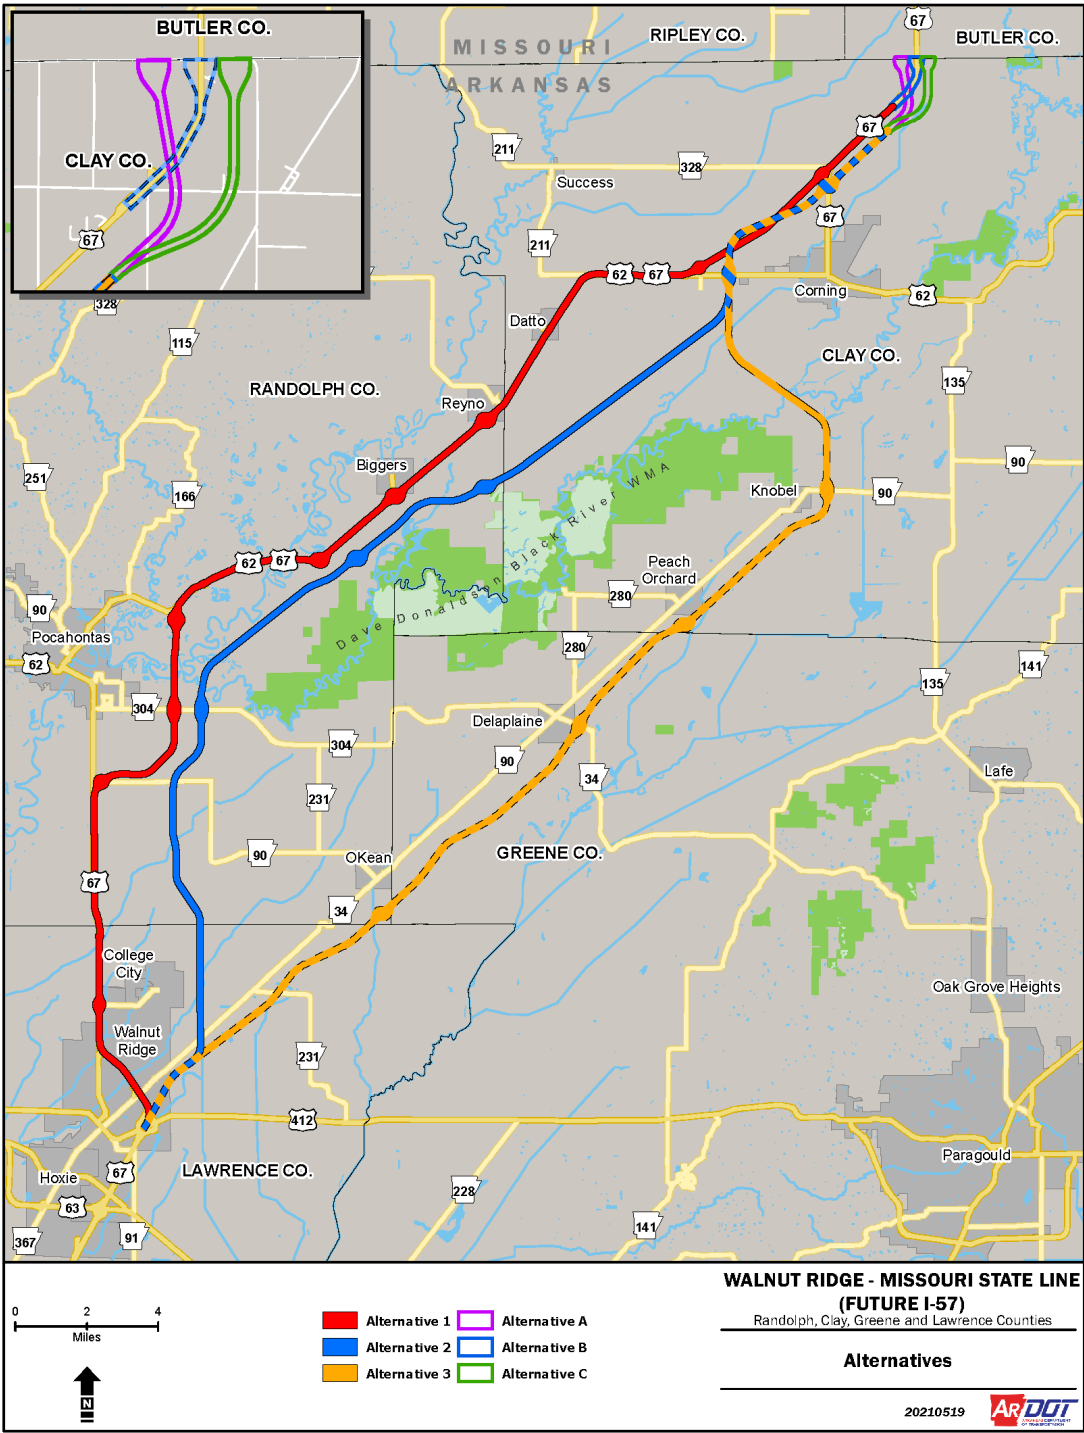 BUTLER CO.
CLAY CO.
67
MISSOURI
ARKANSAS
RIPLEY CO.
67
BUTLER CO.
67
211
328
Success
67
211
62
67
Corning
62
328
115
Datto
CLAY CO.
RANDOLPH CO.
135
Reyno
Biggers
90
251
166
Knobel
90
Dave Donaldson Black River WMA
62
67
Peach
Orchard
280
90
Pocahontas
62
280
141
135
304
Delaplaine
304
90
34
Lafe
231
OKean
90
GREENE CO.
67
34
College
City
Oak Grove Heights
Walnut
Ridge
231
412
Paragould
LAWRENCE CO.
67
Hoxie
63
228
367
91
141
0 2 4
Miles
N
Alternative 1
Alternative 2
Alternative 3
Alternative A
Alternative B
Alternative C
WALNUT RIDGE - MISSOURI STATE LINE
(FUTURE I-57)
Randolph, Clay, Greene and Lawrence Counties
Alternatives
20210519
ARDOT
ARKANSAS DEPARTMENT
OF TRANSPORTATION